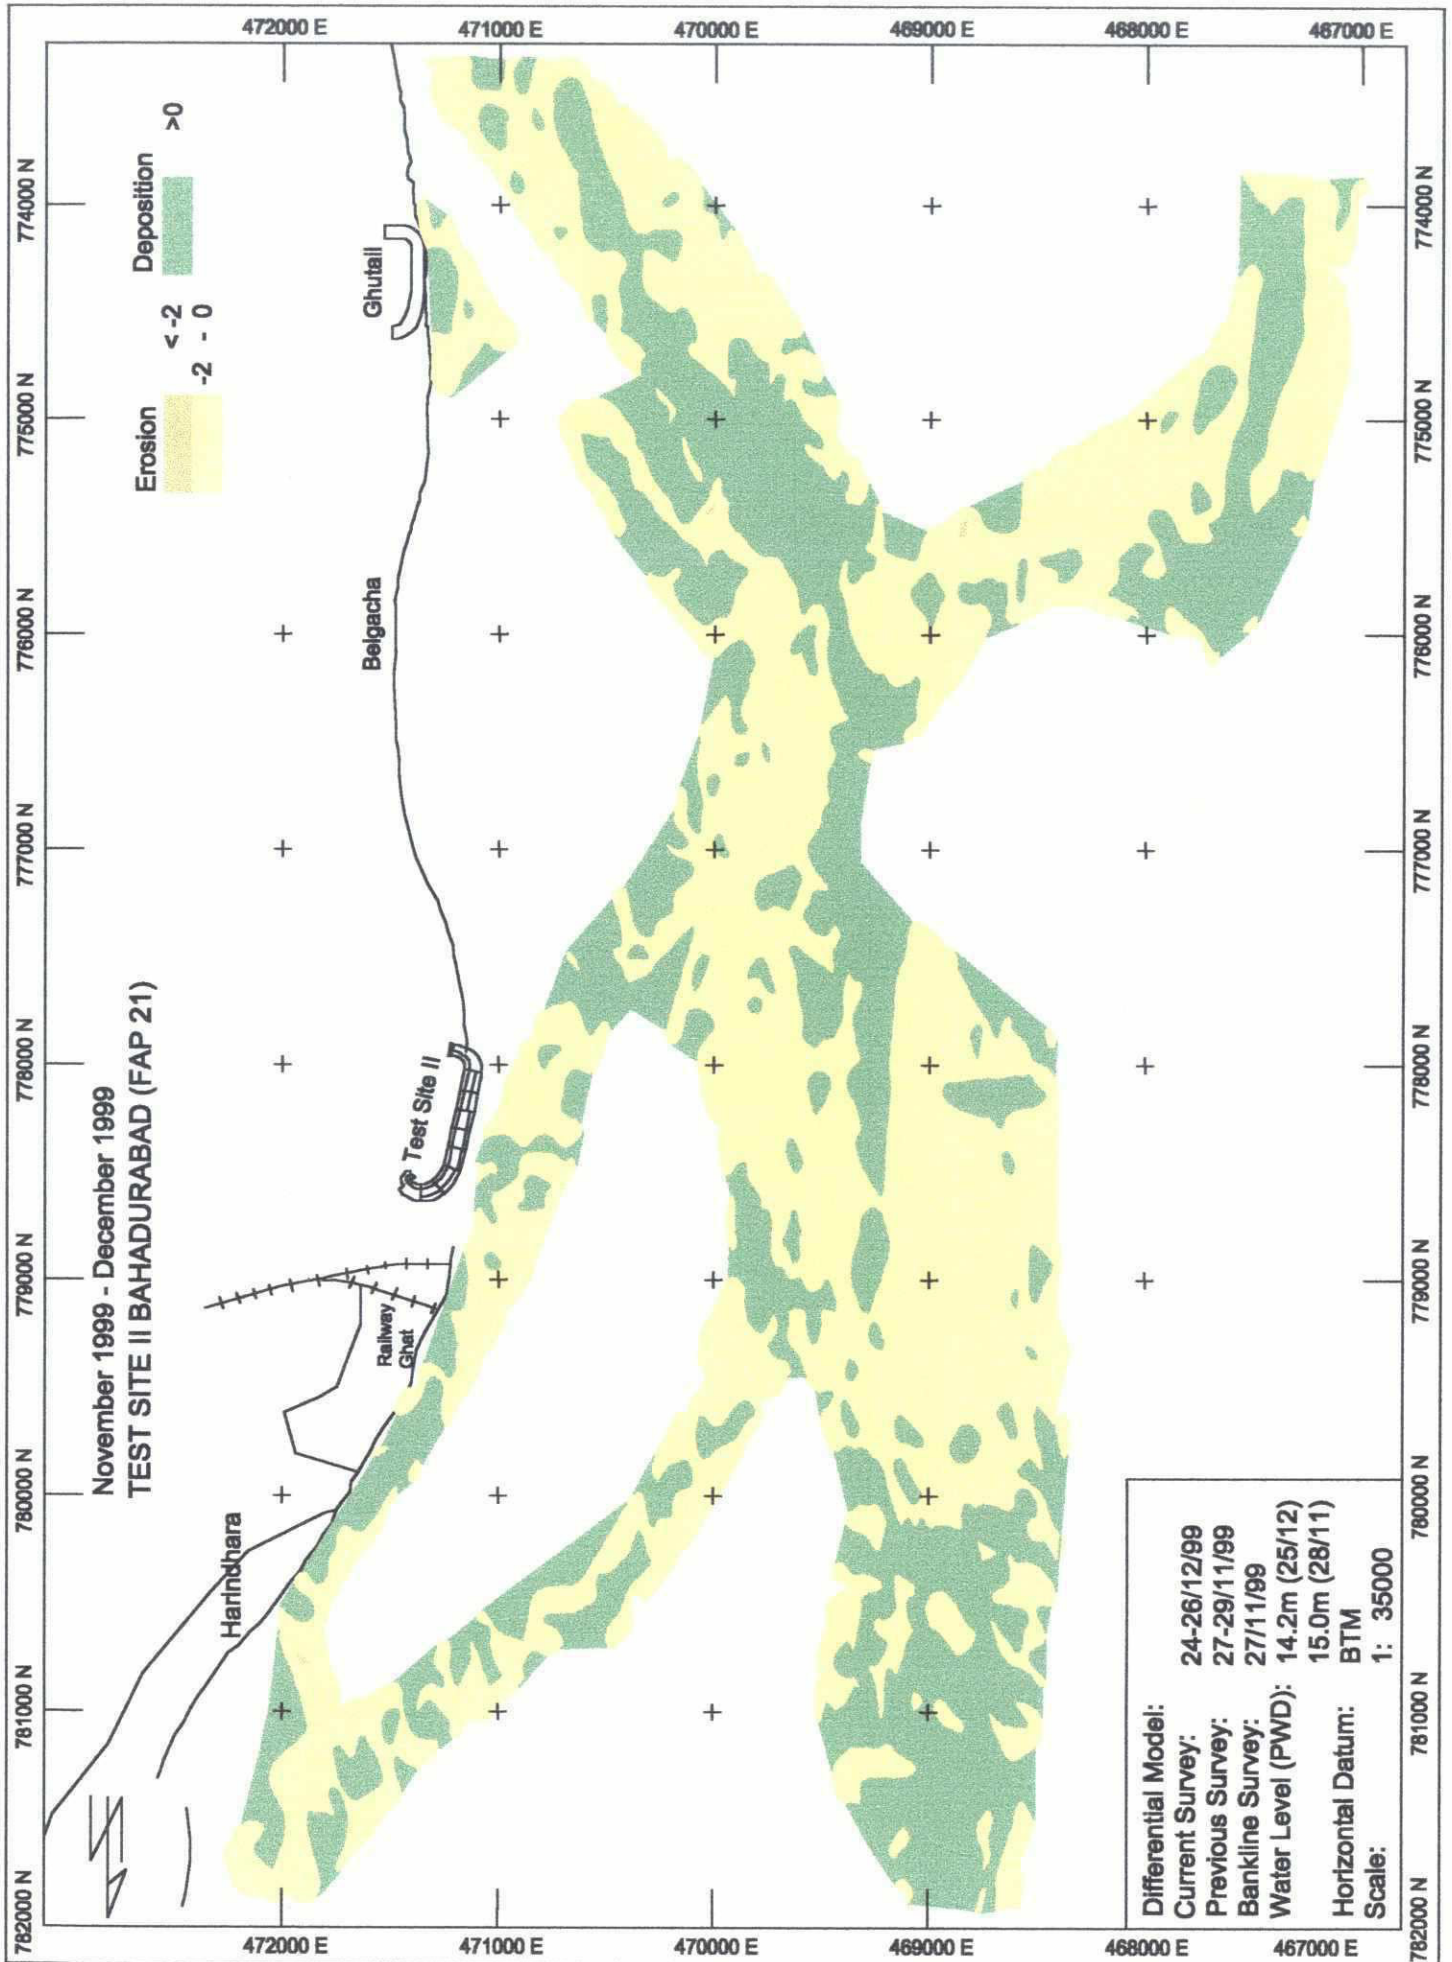 November 1999 - December 1999
TEST SITE II BAHADURABAD (FAP 21)
Erosion
< -2
-2 - 0
Deposition
>0
782000 N
781000 N
780000 N
779000 N
778000 N
777000 N
776000 N
775000 N
774000 N
472000 E
471000 E
470000 E
469000 E
468000 E
467000 E
Harindhara
Railway
Ghat
Test Site II
Belgacha
Ghutail
472000 E
471000 E
470000 E
469000 E
468000 E
467000 E
Differential Model:
Current Survey: 24-26/12/99
Previous Survey: 27-29/11/99
Bankline Survey: 27/11/99
Water Level (PWD): 14.2m (25/12)
15.0m (28/11)
Horizontal Datum: BTM
Scale: 1: 35000
782000 N
781000 N
780000 N
779000 N
778000 N
777000 N
776000 N
775000 N
774000 N